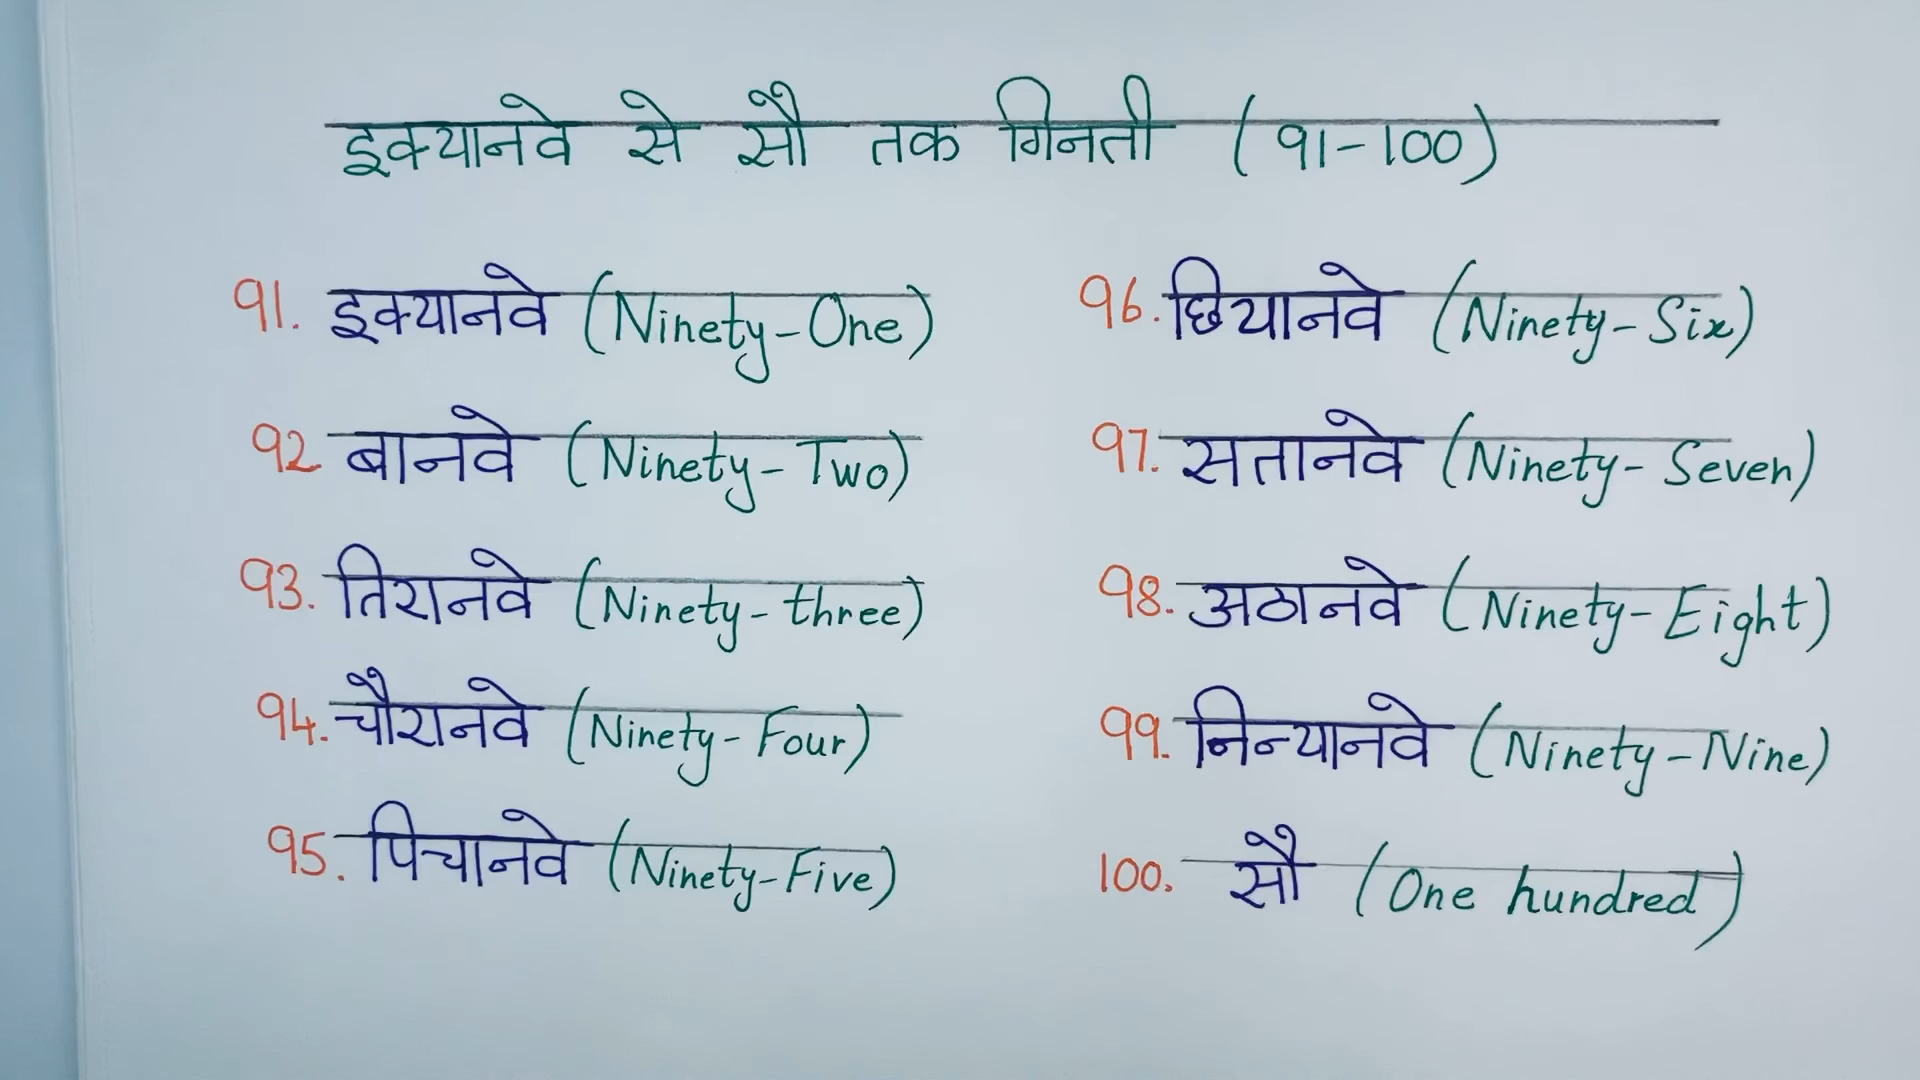 इक्यानवे से सौ तक गिनती (91-100)
91. इक्यानवे (Ninety-One)
92 बानवे (Ninety-Two)
93. तिरानवे (Ninety-three)
94. चौरानवे (Ninety-Four)
95. पिचानवे (Ninety-Five)
96. छियानवे (Ninety-Six)
97. सतानवे (Ninety-Seven)
98. अठानवे (Ninety-Eight)
99. निन्यानवे (Ninety-Nine)
100. सौ (One hundred)